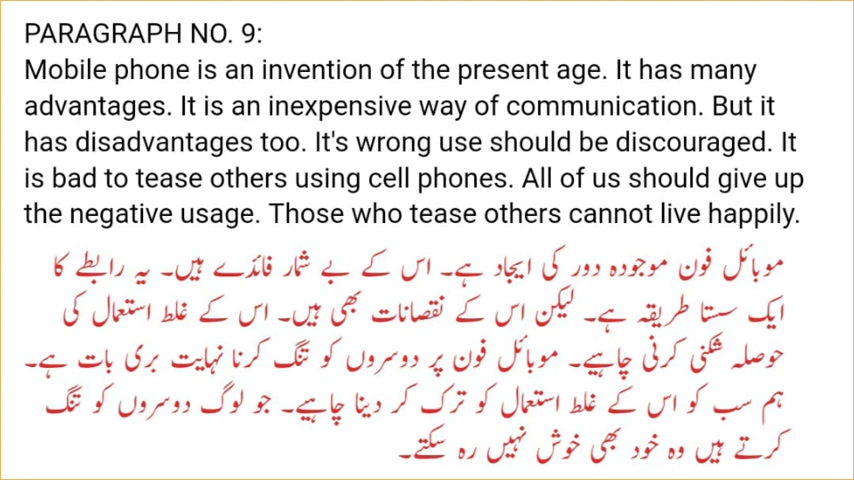 PARAGRAPH NO. 9:
Mobile phone is an invention of the present age. It has many
advantages. It is an inexpensive way of communication. But it
has disadvantages too. It's wrong use should be discouraged. It
is bad to tease others using cell phones. All of us should give up
the negative usage. Those who tease others cannot live happily.
موبائل فون موجودہ دور کی ایجاد ہے۔ اس کے بے شمار فائدے ہیں۔ یہ رابطے کا
ایک سستا طریقہ ہے۔ لیکن اس کے نقصانات بھی ہیں۔ اس کے غلط استعمال کی
حوصلہ شکنی کرنی چاہیے۔ موبائل فون پر دوسروں کو تنگ کرنا نہایت بری بات ہے۔
ہم سب کو اس کے غلط استعمال کو ترک کر دینا چاہیے۔ جو لوگ دوسروں کو تنگ
کرتے ہیں وہ خود بھی خوش نہیں رہ سکتے۔